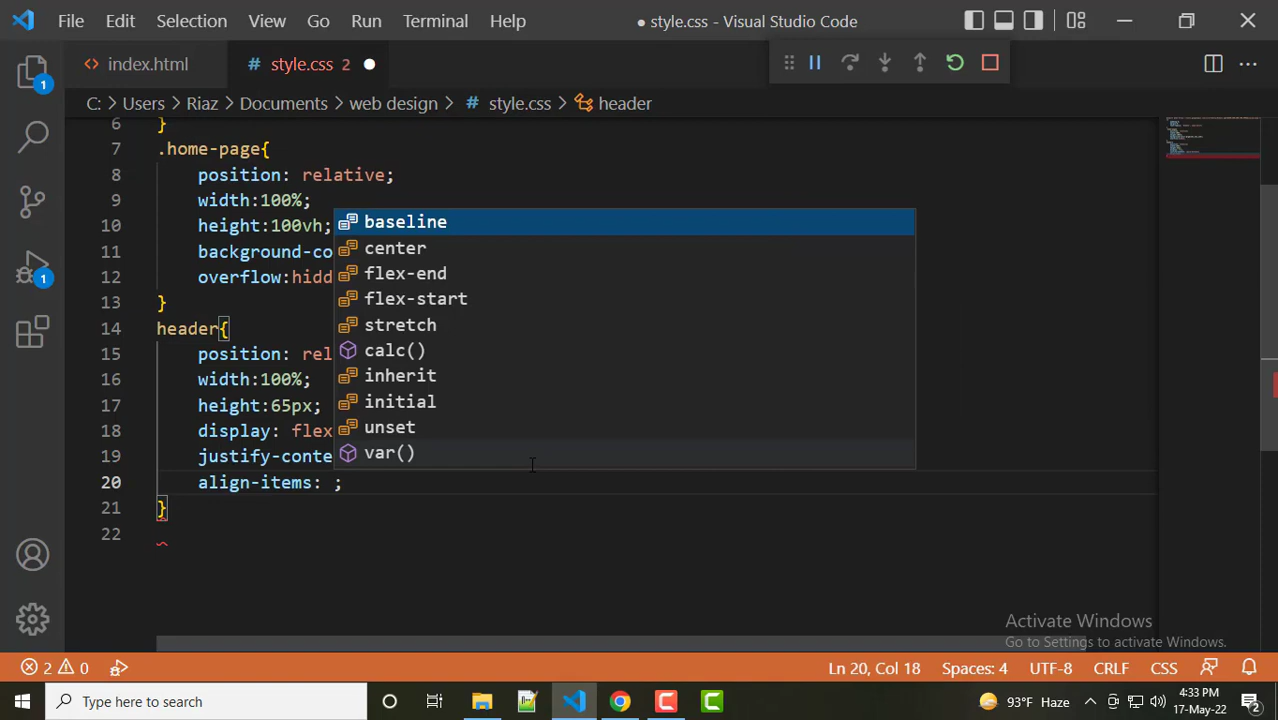 File Edit Selection View Go Run Terminal Help ● style.css - Visual Studio Code
index.html # style.css 2
C: > Users > Riaz > Documents > web design > # style.css > header
6 }
7 .home-page{
8 position: relative;
9 width:100%;
10 height:100vh;
11 background-co
12 overflow:hidd
13 }
14 header{
15 position: rel
16 width:100%;
17 height:65px;
18 display: flex
19 justify-conte
20 align-items: ;
21 }
22
baseline
center
flex-end
flex-start
stretch
calc()
inherit
initial
unset
var()
1
1
Activate Windows
Go to Settings to activate Windows.
2 0 Ln 20, Col 18 Spaces: 4 UTF-8 CRLF CSS
Type here to search 93°F Haze 4:33 PM
17-May-22 2